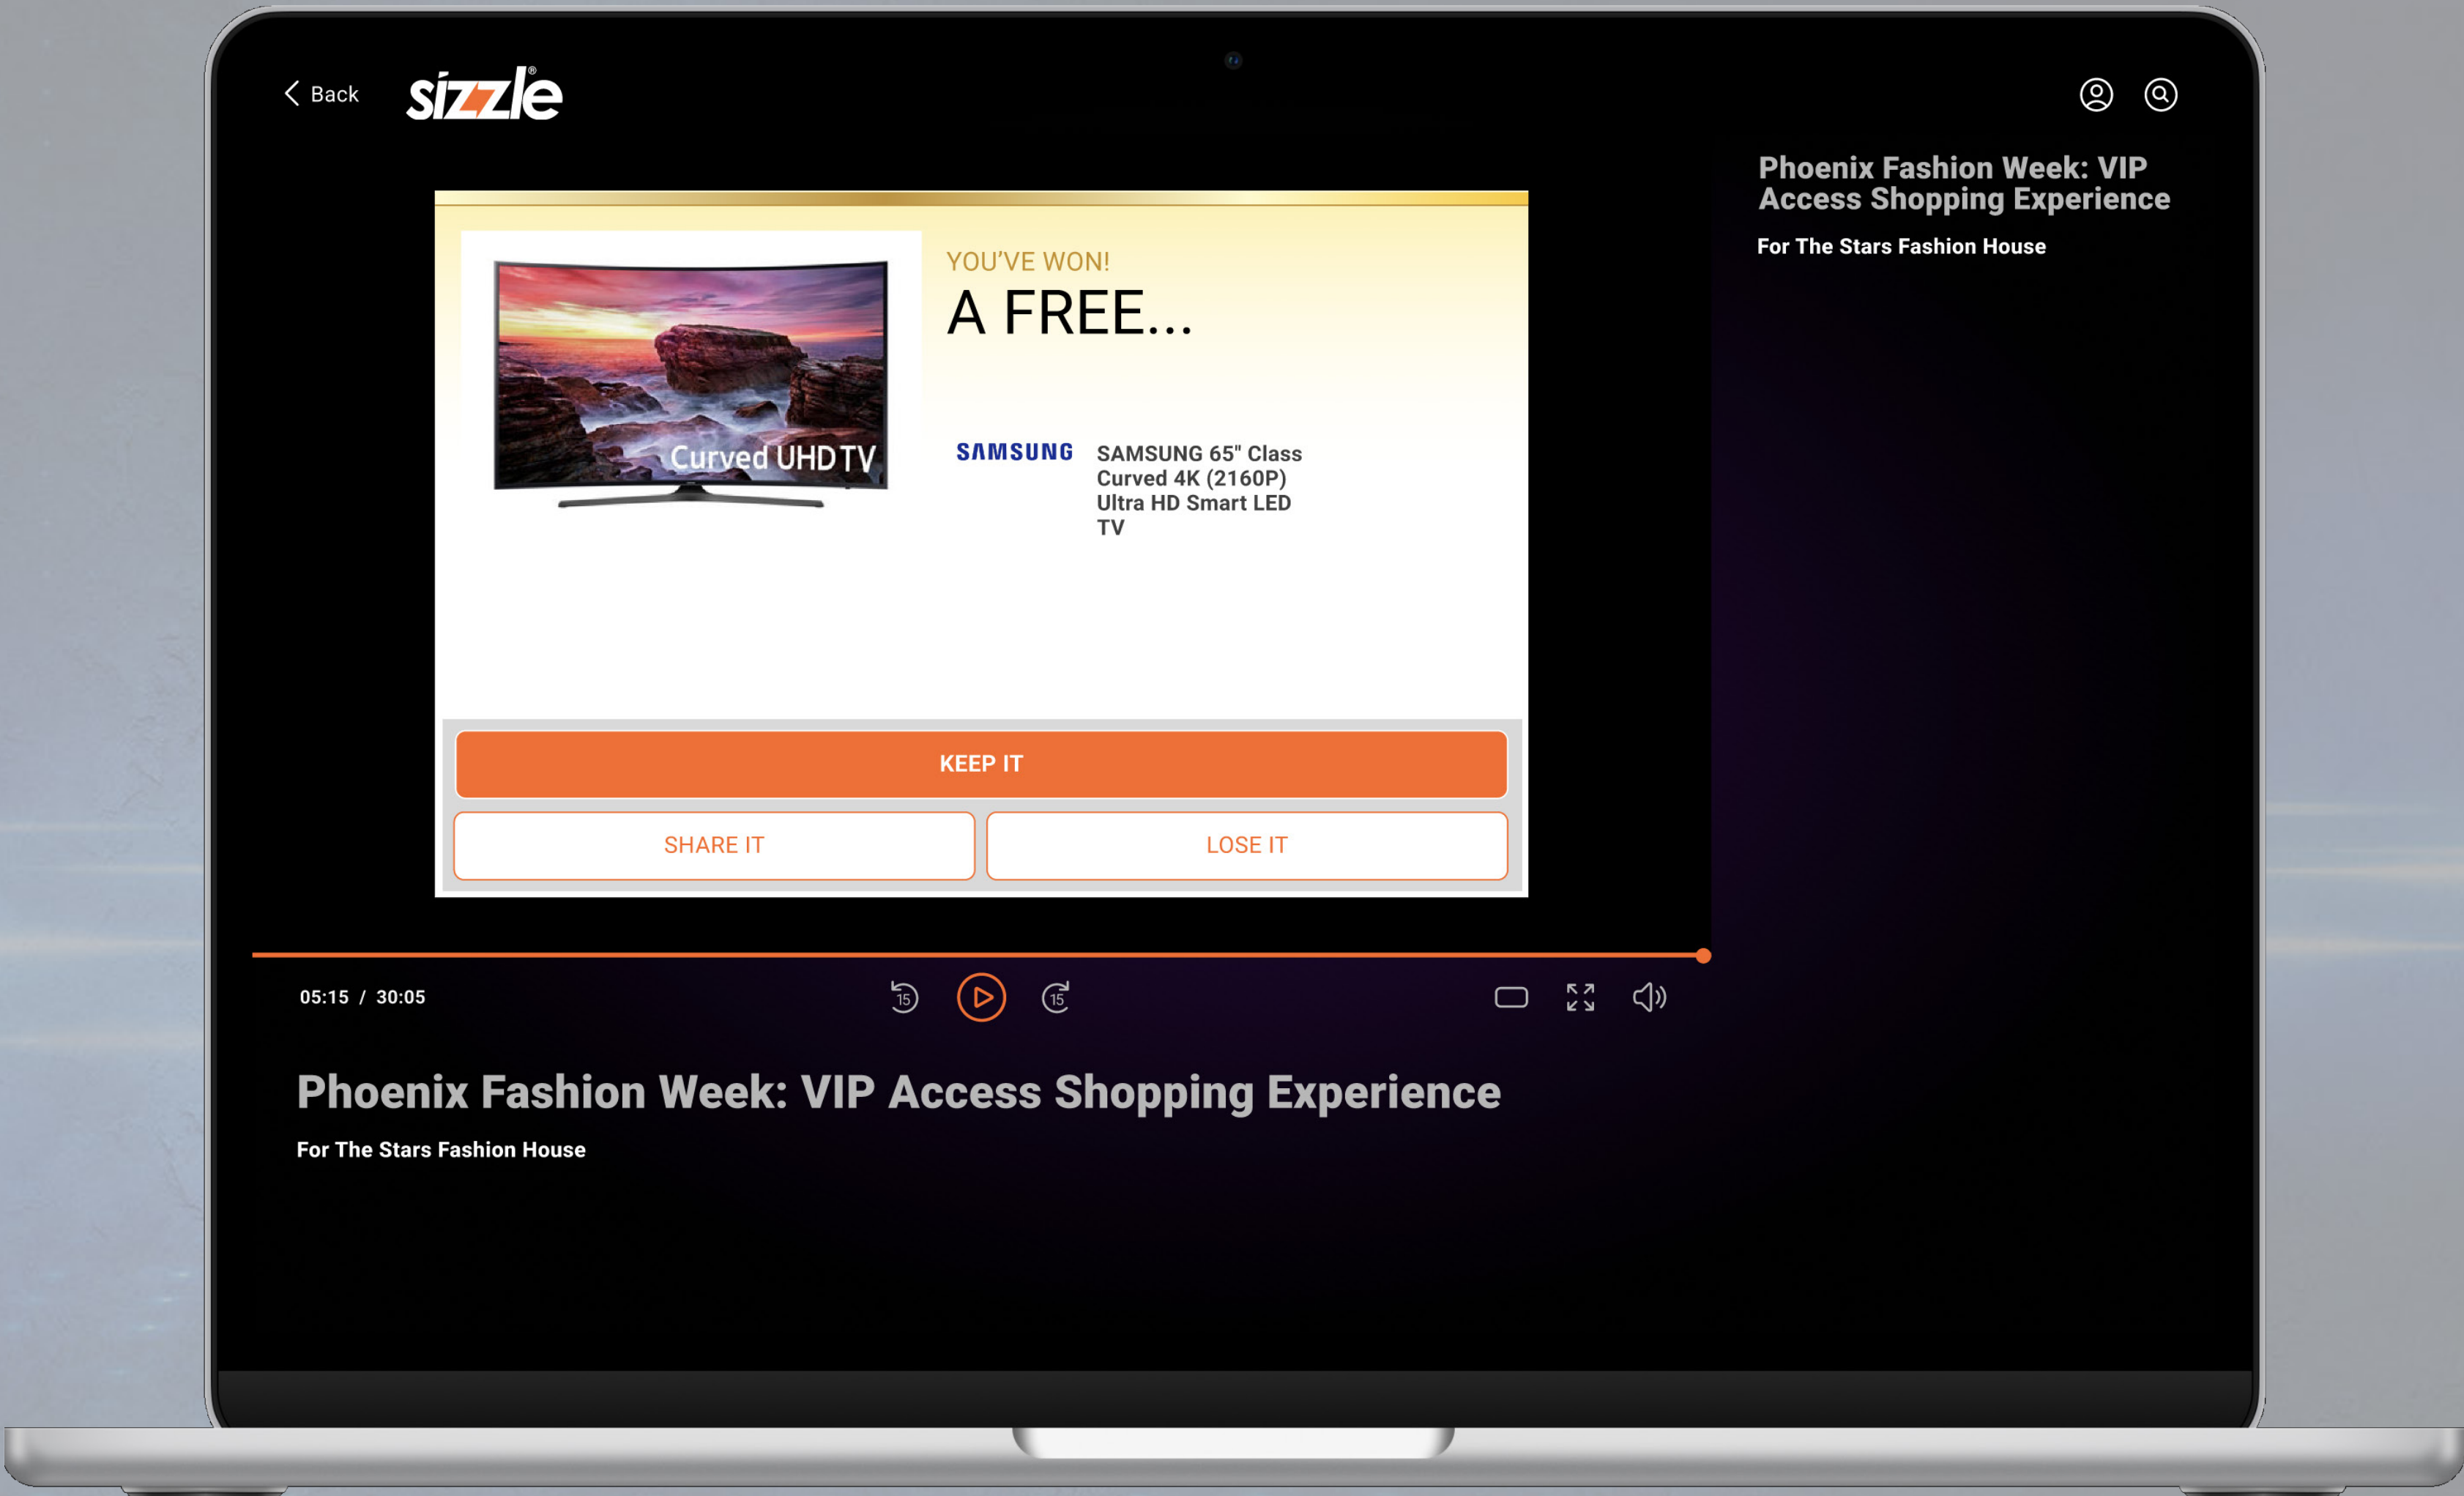 Back
sizzle®
Phoenix Fashion Week: VIP
Access Shopping Experience
For The Stars Fashion House
YOU'VE WON!
A FREE...
Curved UHD TV
SAMSUNG
SAMSUNG 65" Class
Curved 4K (2160P)
Ultra HD Smart LED
TV
KEEP IT
SHARE IT
LOSE IT
05:15 / 30:05
15
15
Phoenix Fashion Week: VIP Access Shopping Experience
For The Stars Fashion House